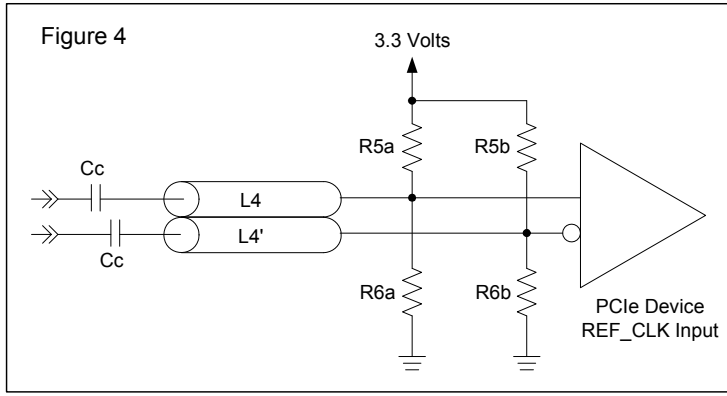 Figure 4
3.3 Volts
R5a
R5b
Cc
L4
L4'
Cc
R6a
R6b
PCIe Device
REF_CLK Input